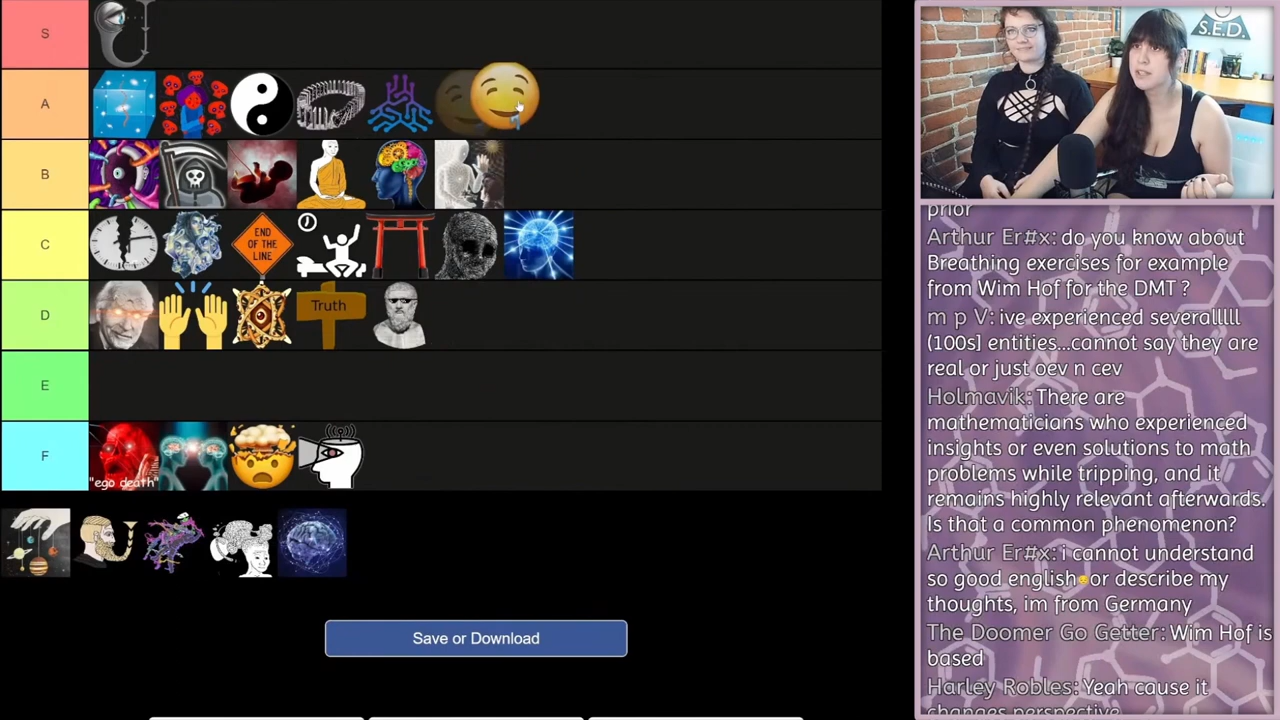 S
A
B
C
D
E
F
END
OF THE
LINE
Truth
"ego death"
Save or Download
S.E.D.
prior
Arthur Er#x: do you know about
Breathing exercises for example
from Wim Hof for the DMT ?
m p V: ive experienced severalllll
(100s] entities...cannot say they are
real or just oev n cev
Holmavik: There are
mathematicians who experienced
insights or even solutions to math
problems while tripping, and it
remains highly relevant afterwards.
Is that a common phenomenon?
Arthur Er#x: i cannot understand
so good english😔or describe my
thoughts, im from Germany
The Doomer Go Getter: Wim Hof is
based
Harley Robles: Yeah cause it
changes perspective